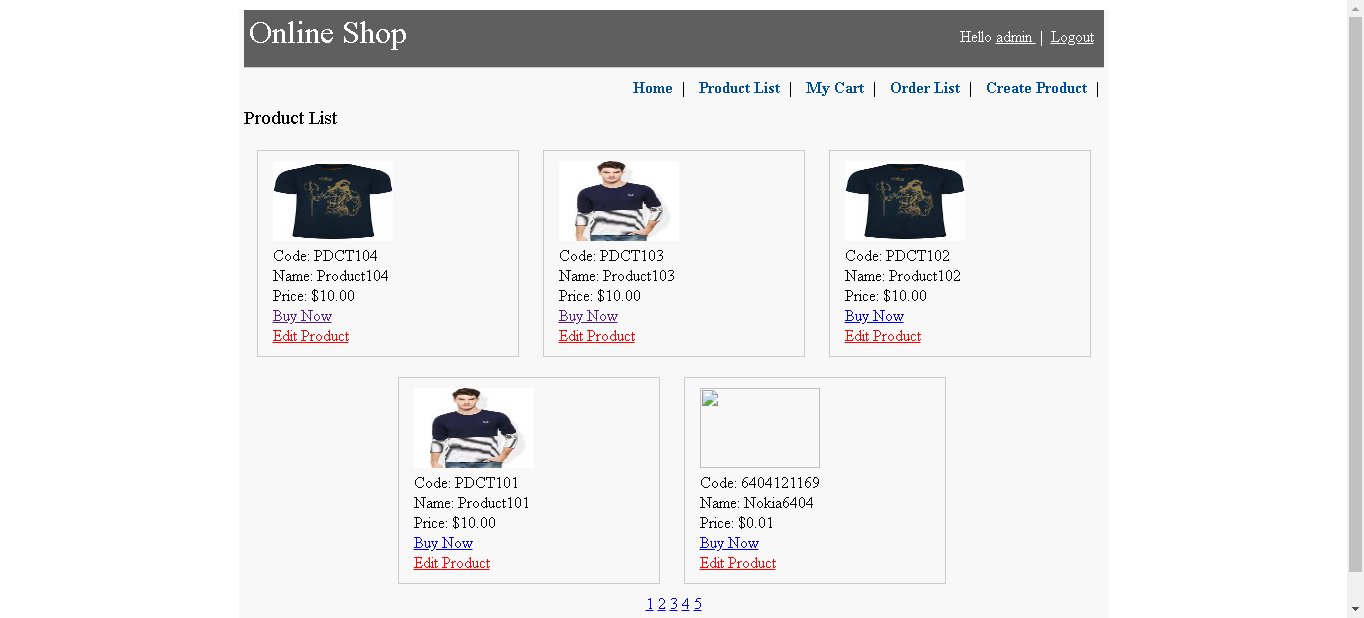 Online Shop
Hello admin | Logout
Home | Product List | My Cart | Order List | Create Product |
Product List
Code: PDCT104
Name: Product104
Price: $10.00
Buy Now
Edit Product
Code: PDCT103
Name: Product103
Price: $10.00
Buy Now
Edit Product
Code: PDCT102
Name: Product102
Price: $10.00
Buy Now
Edit Product
Code: PDCT101
Name: Product101
Price: $10.00
Buy Now
Edit Product
Code: 6404121169
Name: Nokia6404
Price: $0.01
Buy Now
Edit Product
1 2 3 4 5